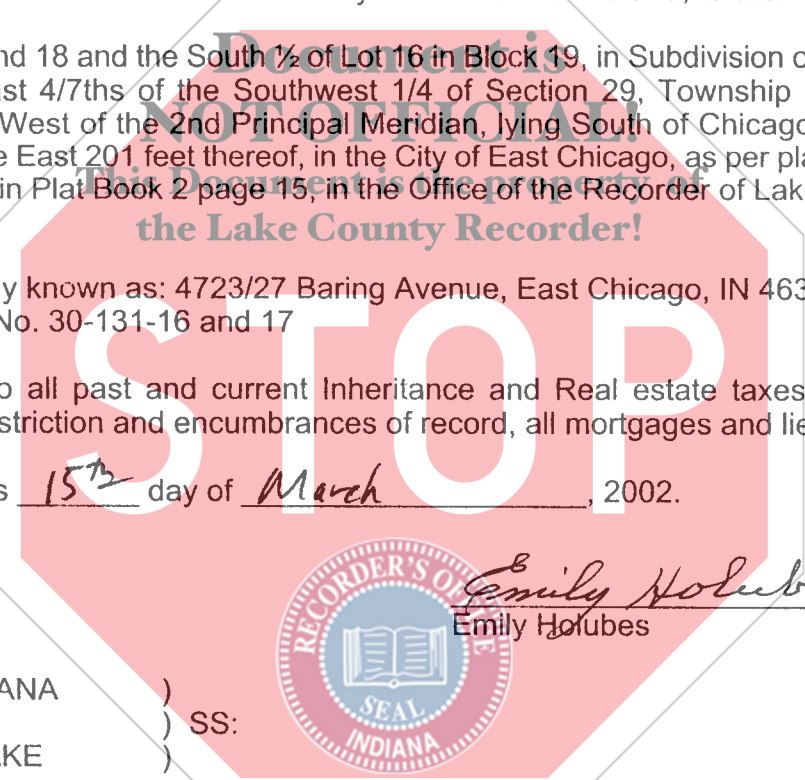 Document is
nd 18 and the South ½ of Lot 16 in Block 19, in Subdivision o
ast 4/7ths of the Southwest 1/4 of Section 29, Township
NOT OFFICIAL!
West of the 2nd Principal Meridian, lying South of Chicago
e East 201 feet thereof, in the City of East Chicago, as per pla
This Document is the property of
in Plat Book 2 page 15, in the Office of the Recorder of Lak
the Lake County Recorder!
y known as: 4723/27 Baring Avenue, East Chicago, IN 463
No. 30-131-16 and 17
STOP
o all past and current Inheritance and Real estate taxes
striction and encumbrances of record, all mortgages and lie
s 15th day of March, 2002.
Emily Holub
Emily Holubes
RECORDER'S OFFICE
SEAL
INDIANA
ANA )
) SS:
AKE )